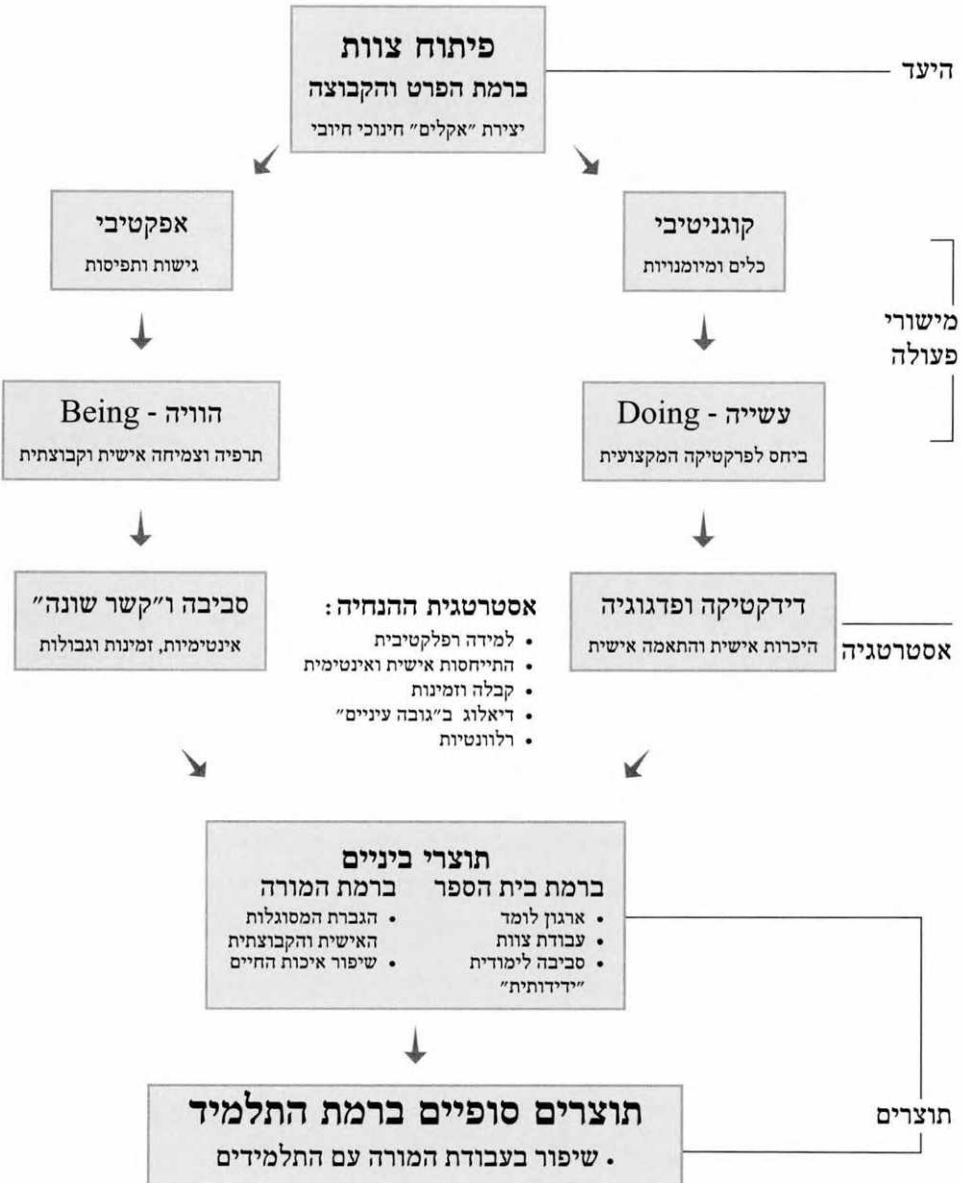 פיתוח צוות
ברמת הפרט והקבוצה
יצירת "אקלים" חינוכי חיובי
היעד
קוגניטיבי
כלים ומיומנויות
אפקטיבי
גישות ותפיסות
מישורי
פעולה
עשייה - Doing
ביחס לפרקטיקה המקצועית
הוויה - Being
תרפיה וצמיחה אישית וקבוצתית
דידקטיקה ופדגוגיה
היכרות אישית והתאמה אישית
אסטרטגיה
אסטרטגית ההנחיה:
• למידה רפלקטיבית
• התייחסות אישית ואינטימית
• קבלה וזמינות
• דיאלוג ב"גובה עיניים"
• רלוונטיות
סביבה ו"קשר שונה"
אינטימיות, זמינות וגבולות
תוצרי ביניים
ברמת בית הספר
• ארגון לומד
• עבודת צוות
• סביבה לימודית
"ידידותית"
ברמת המורה
• הגברת המסוגלות
האישית והקבוצתית
• שיפור איכות החיים
תוצרים
תוצרים סופיים ברמת התלמיד
• שיפור בעבודת המורה עם התלמידים